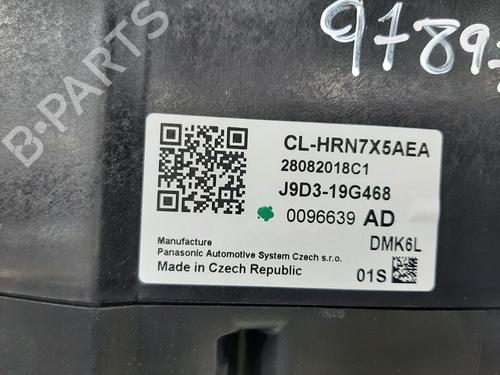 B-PARTS
9789
CL-HRN7X5AEA
28082018C1
J9D3-19G468
0096639 AD
DMK6L
Manufacture
Panasonic Automotive System Czech s.r.o.
Made in Czech Republic
01S